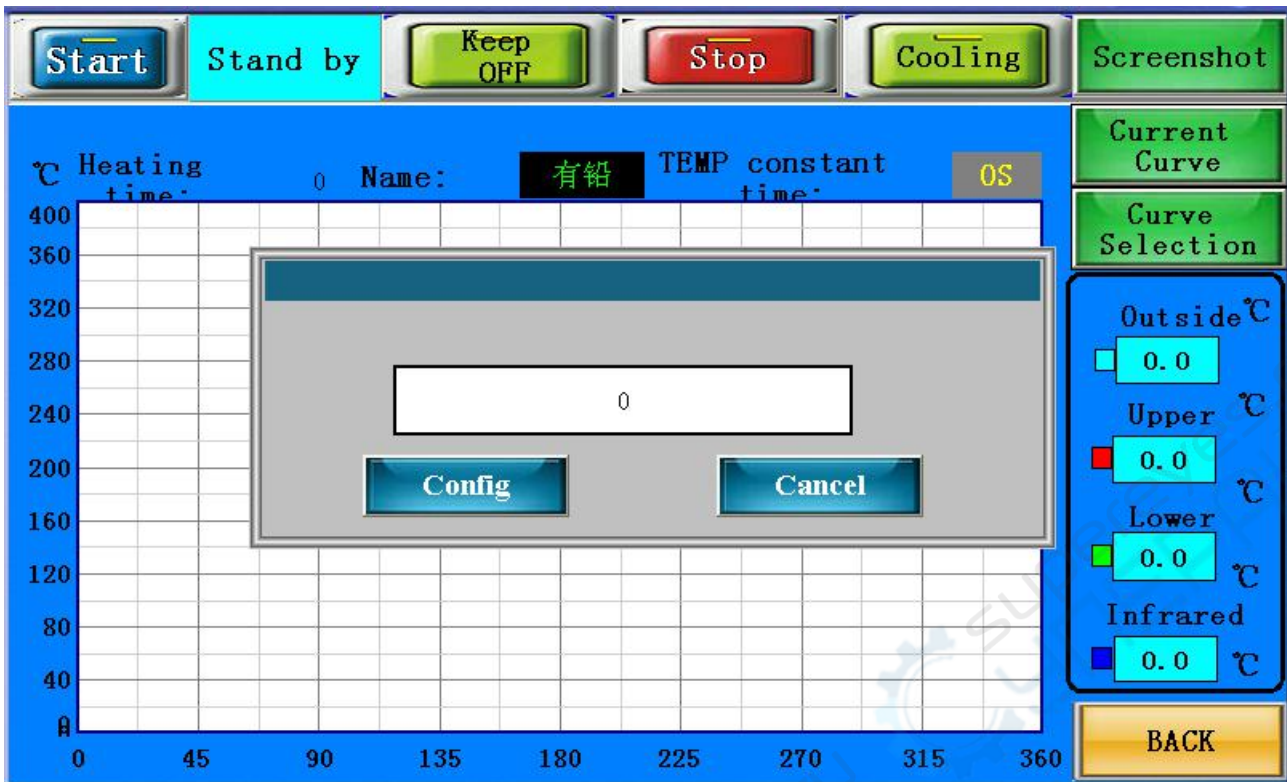 Start
Stand by
Keep
OFF
Stop
Cooling
Screenshot
Current
Curve
Curve
Selection
℃
Heating
time:
0
Name:
有铅
TEMP constant
time:
0S
400
360
320
280
240
200
160
120
80
40
0
0
45
90
135
180
225
270
315
360
0
Config
Cancel
Outside℃
0.0
Upper ℃
0.0
Lower ℃
0.0
Infrared ℃
0.0 ℃
BACK